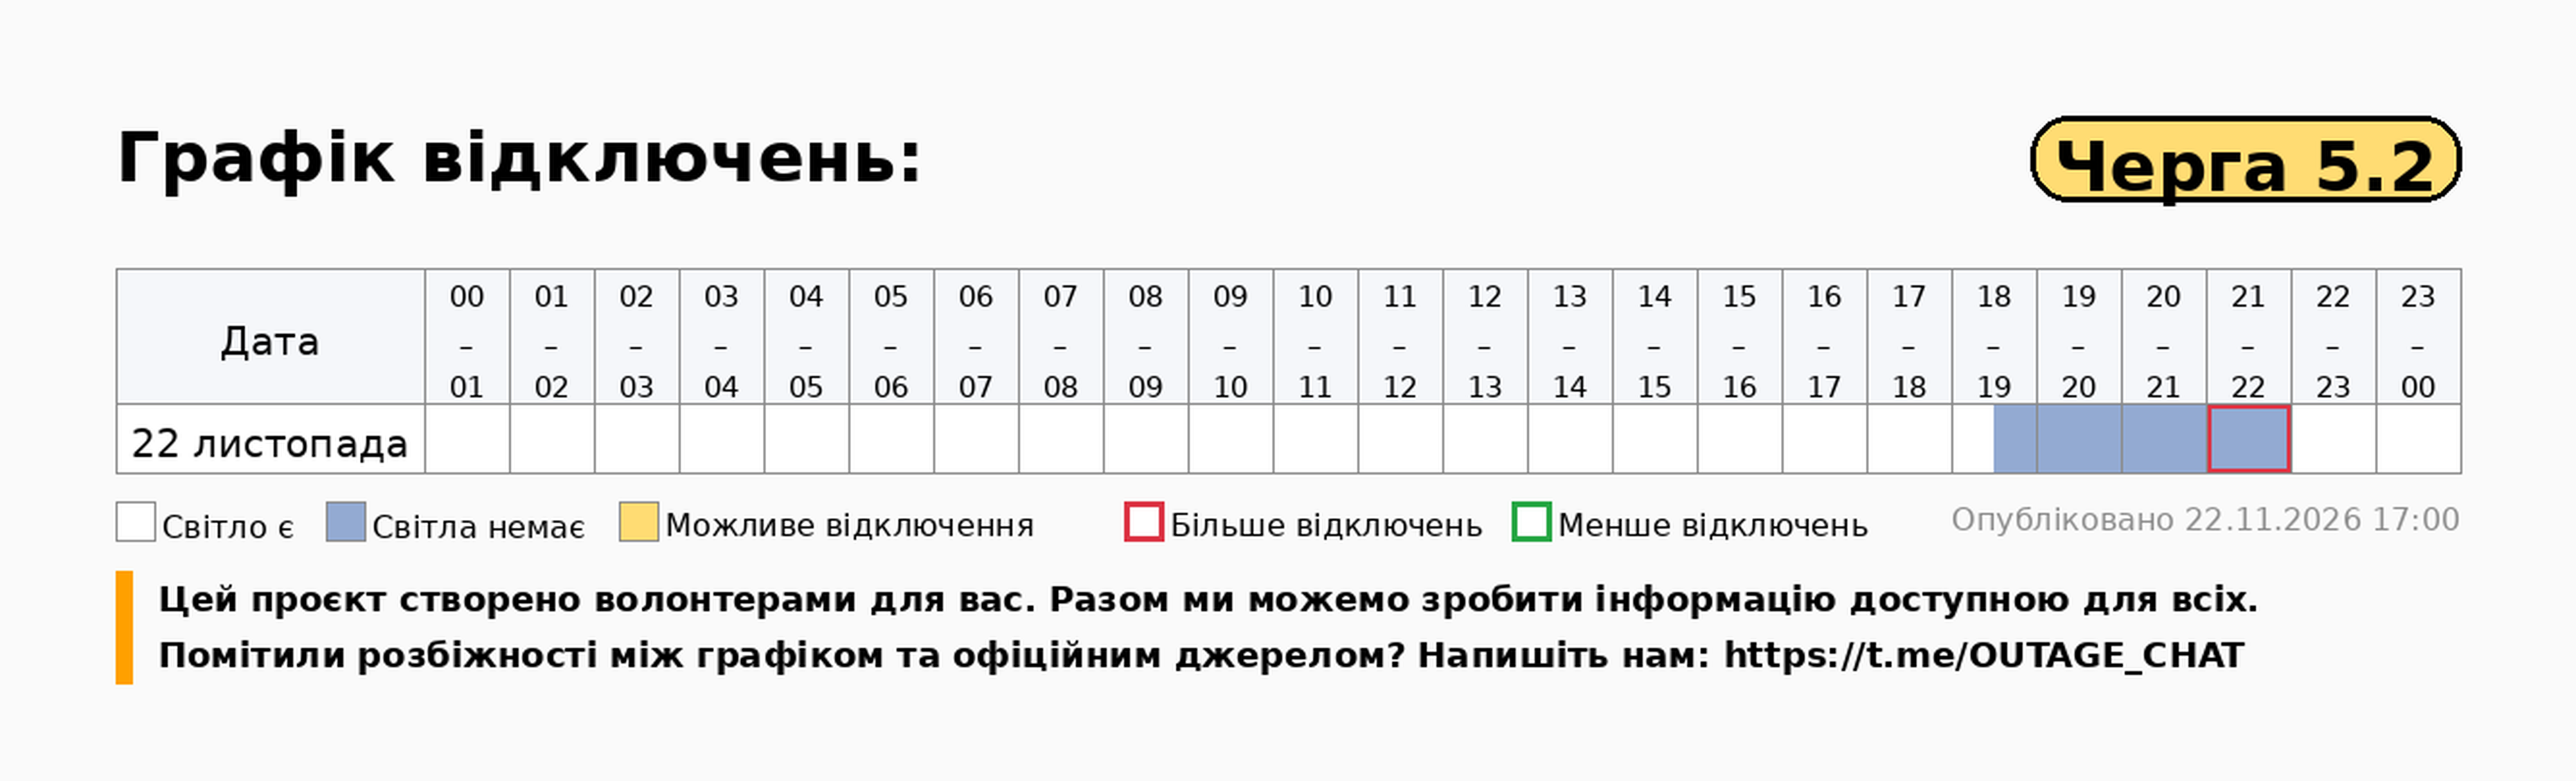 Графік відключень:
Черга 5.2
Дата 00 – 01 01 – 02 02 – 03 03 – 04 04 – 05 05 – 06 06 – 07 07 – 08 08 – 09 09 – 10 10 – 11 11 – 12 12 – 13 13 – 14 14 – 15 15 – 16 16 – 17 17 – 18 18 – 19 19 – 20 20 – 21 21 – 22 22 – 23 23 – 00
22 листопада
Світло є Світла немає Можливе відключення Більше відключень Менше відключень Опубліковано 22.11.2026 17:00
Цей проєкт створено волонтерами для вас. Разом ми можемо зробити інформацію доступною для всіх.
Помітили розбіжності між графіком та офіційним джерелом? Напишіть нам: https://t.me/OUTAGE_CHAT